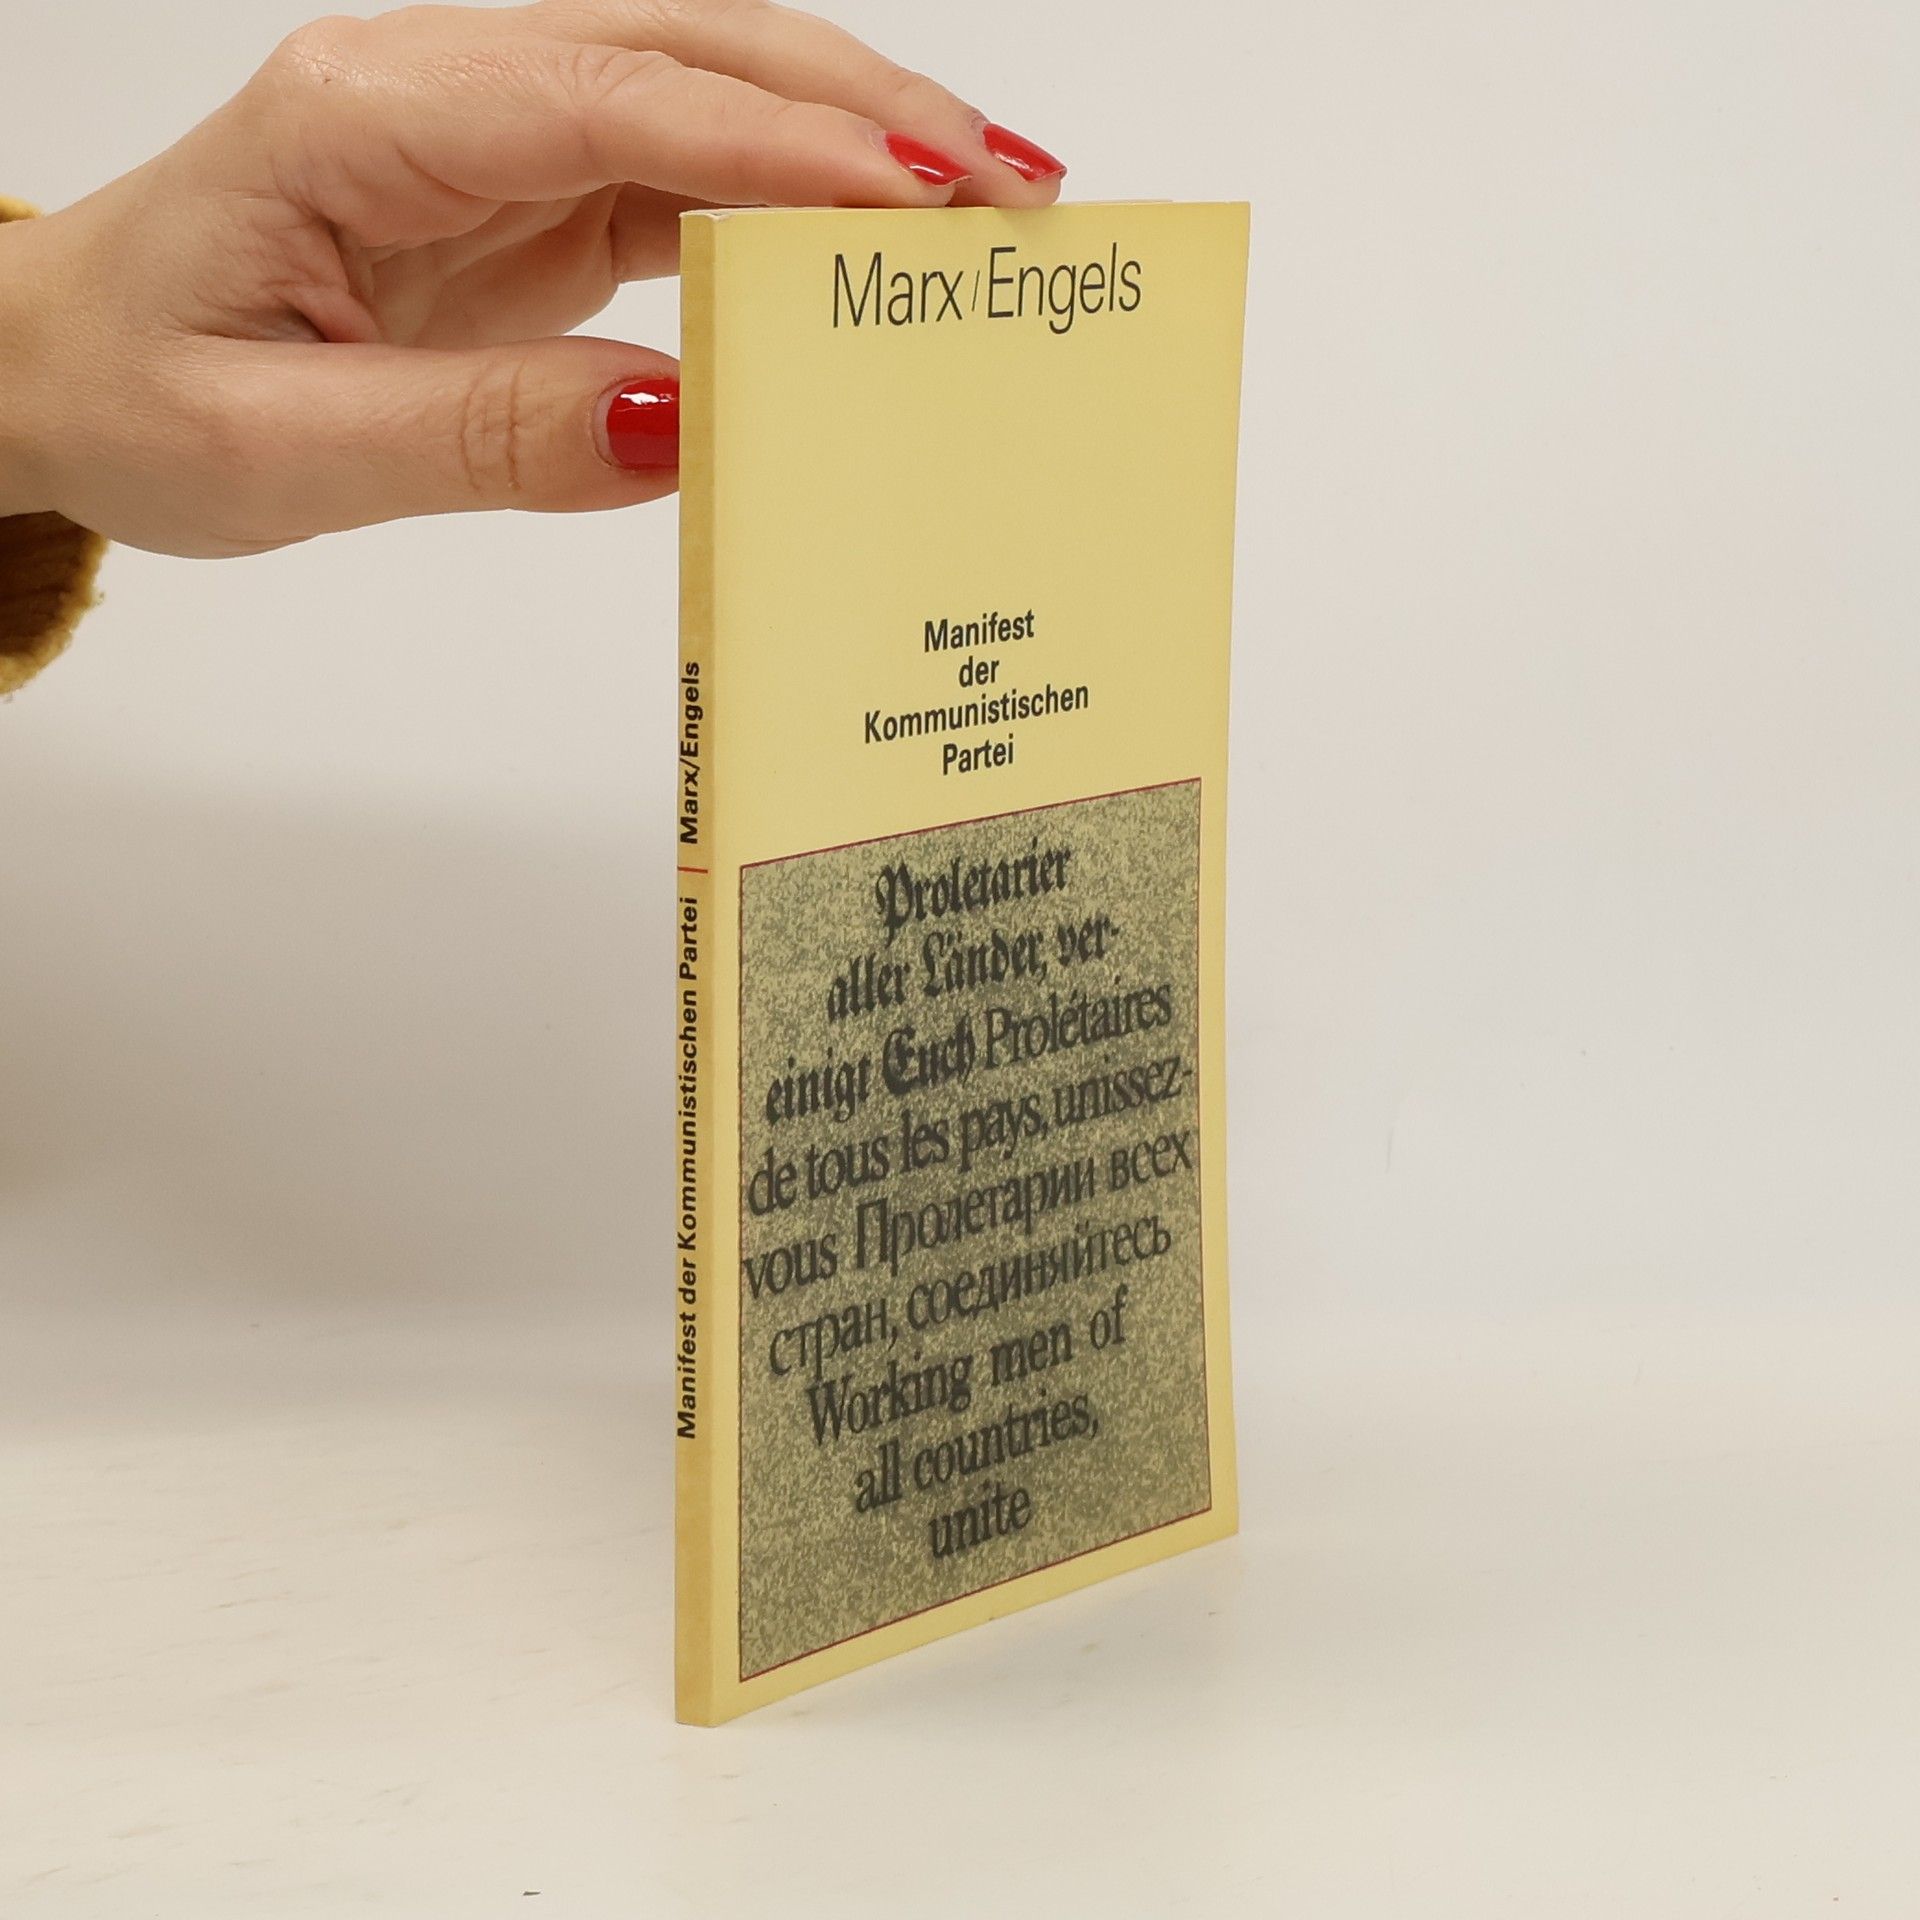 Marx/Engels
Manifest
der
Kommunistischen
Partei
Proletarier
aller Länder, ver-
einigt Euch Prolétaires
de tous les pays, unissez-
vous Пролетарии всех
стран, соединяйтесь
Working men of
all countries,
unite
Manifest der Kommunistischen Partei | Marx/Engels